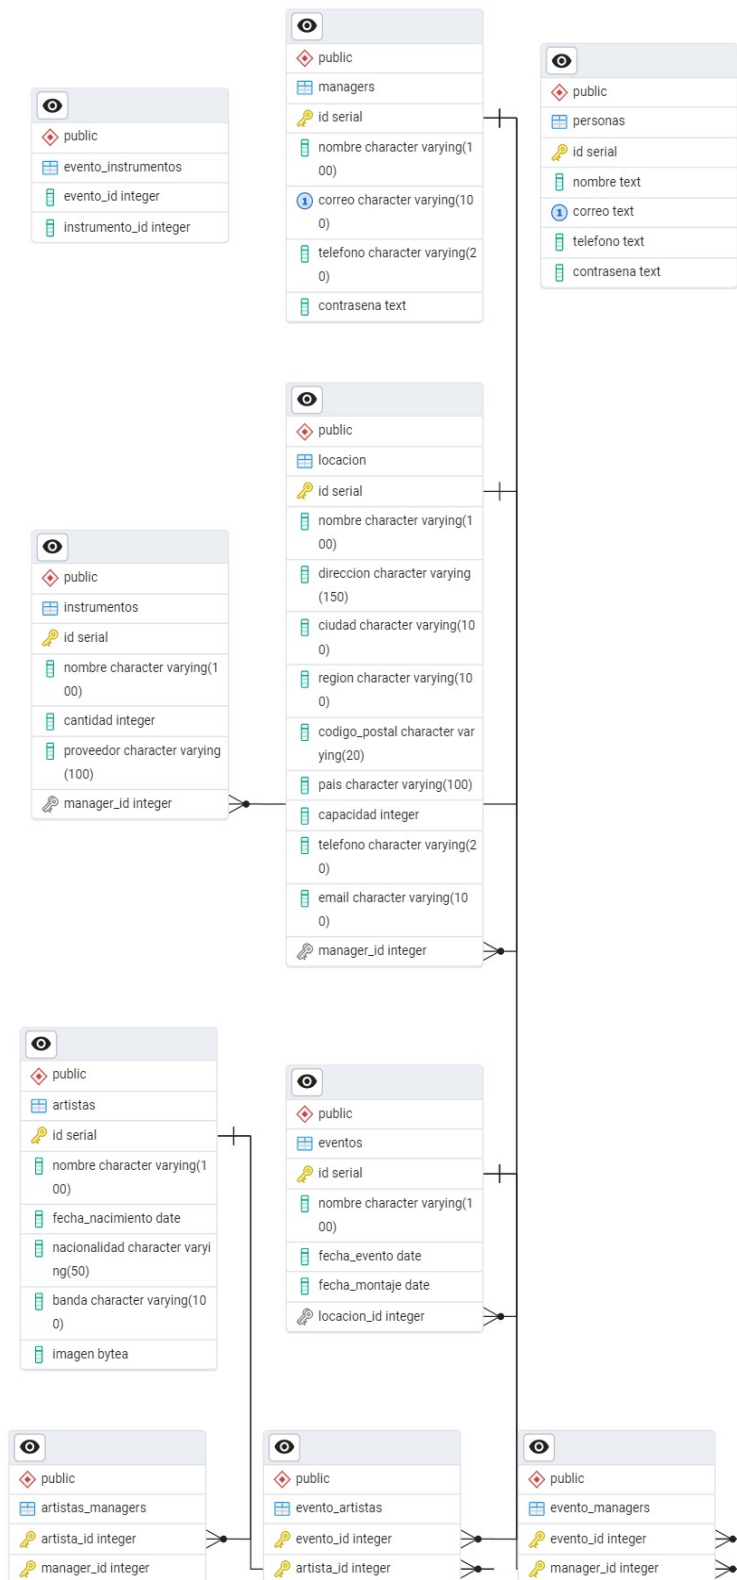 public
managers
id serial
nombre character varying(1
00)
correo character varying(10
0)
telefono character varying(2
0)
contrasena text
public
personas
id serial
nombre text
correo text
telefono text
contrasena text
public
evento_instrumentos
evento_id integer
instrumento_id integer
public
locacion
id serial
nombre character varying(1
00)
direccion character varying
(150)
ciudad character varying(10
0)
region character varying(10
0)
codigo_postal character var
ying(20)
pais character varying(100)
capacidad integer
telefono character varying(2
0)
email character varying(10
0)
manager_id integer
public
instrumentos
id serial
nombre character varying(1
00)
cantidad integer
proveedor character varying
(100)
manager_id integer
public
artistas
id serial
nombre character varying(1
00)
fecha_nacimiento date
nacionalidad character varyi
ng(50)
banda character varying(10
0)
imagen bytea
public
eventos
id serial
nombre character varying(1
00)
fecha_evento date
fecha_montaje date
locacion_id integer
public
artistas_managers
artista_id integer
manager_id integer
public
evento_artistas
evento_id integer
artista_id integer
public
evento_managers
evento_id integer
manager_id integer